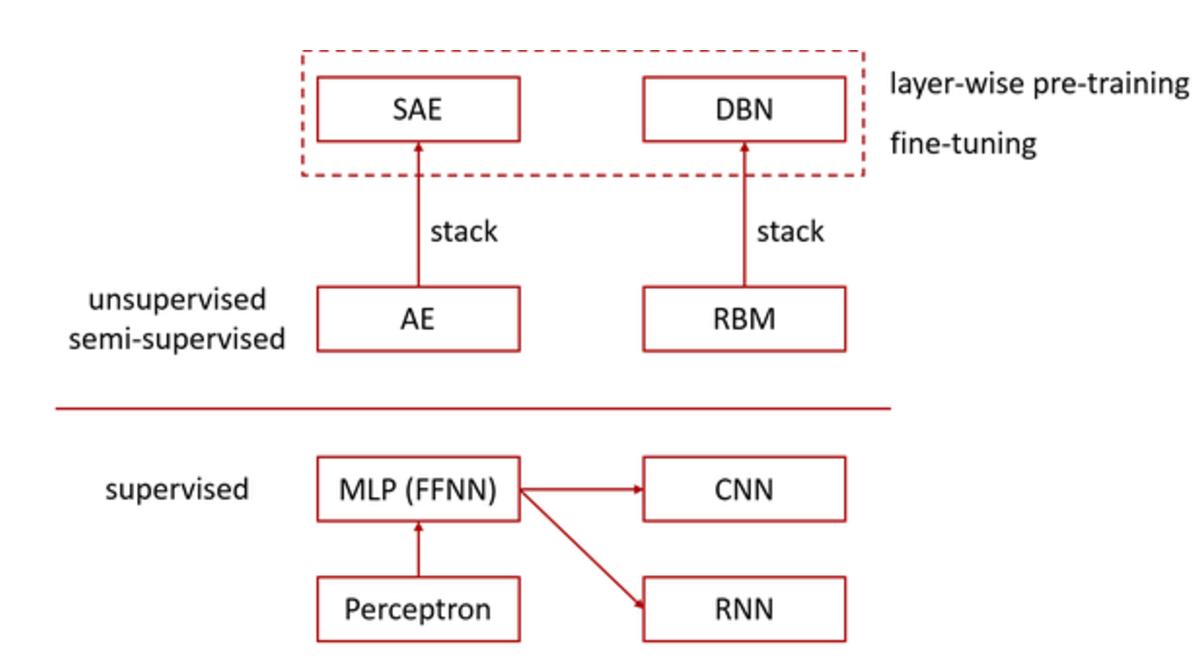 SAE
DBN
layer-wise pre-training
fine-tuning
stack
stack
unsupervised
semi-supervised
AE
RBM
supervised
MLP (FFNN)
CNN
Perceptron
RNN